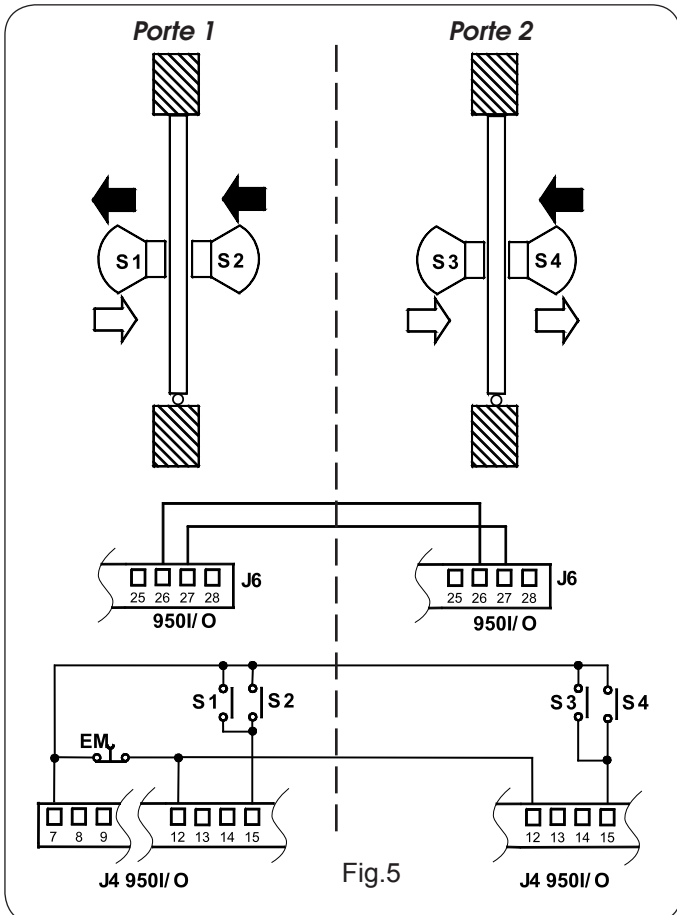 Porte 1 Porte 2
S1 S2 S3 S4
25 26 27 28 J6 25 26 27 28 J6
950I/O 950I/O
S1 S2 S3 S4
EM
7 8 9 12 13 14 15 12 13 14 15
J4 950I/O Fig.5 J4 950I/O